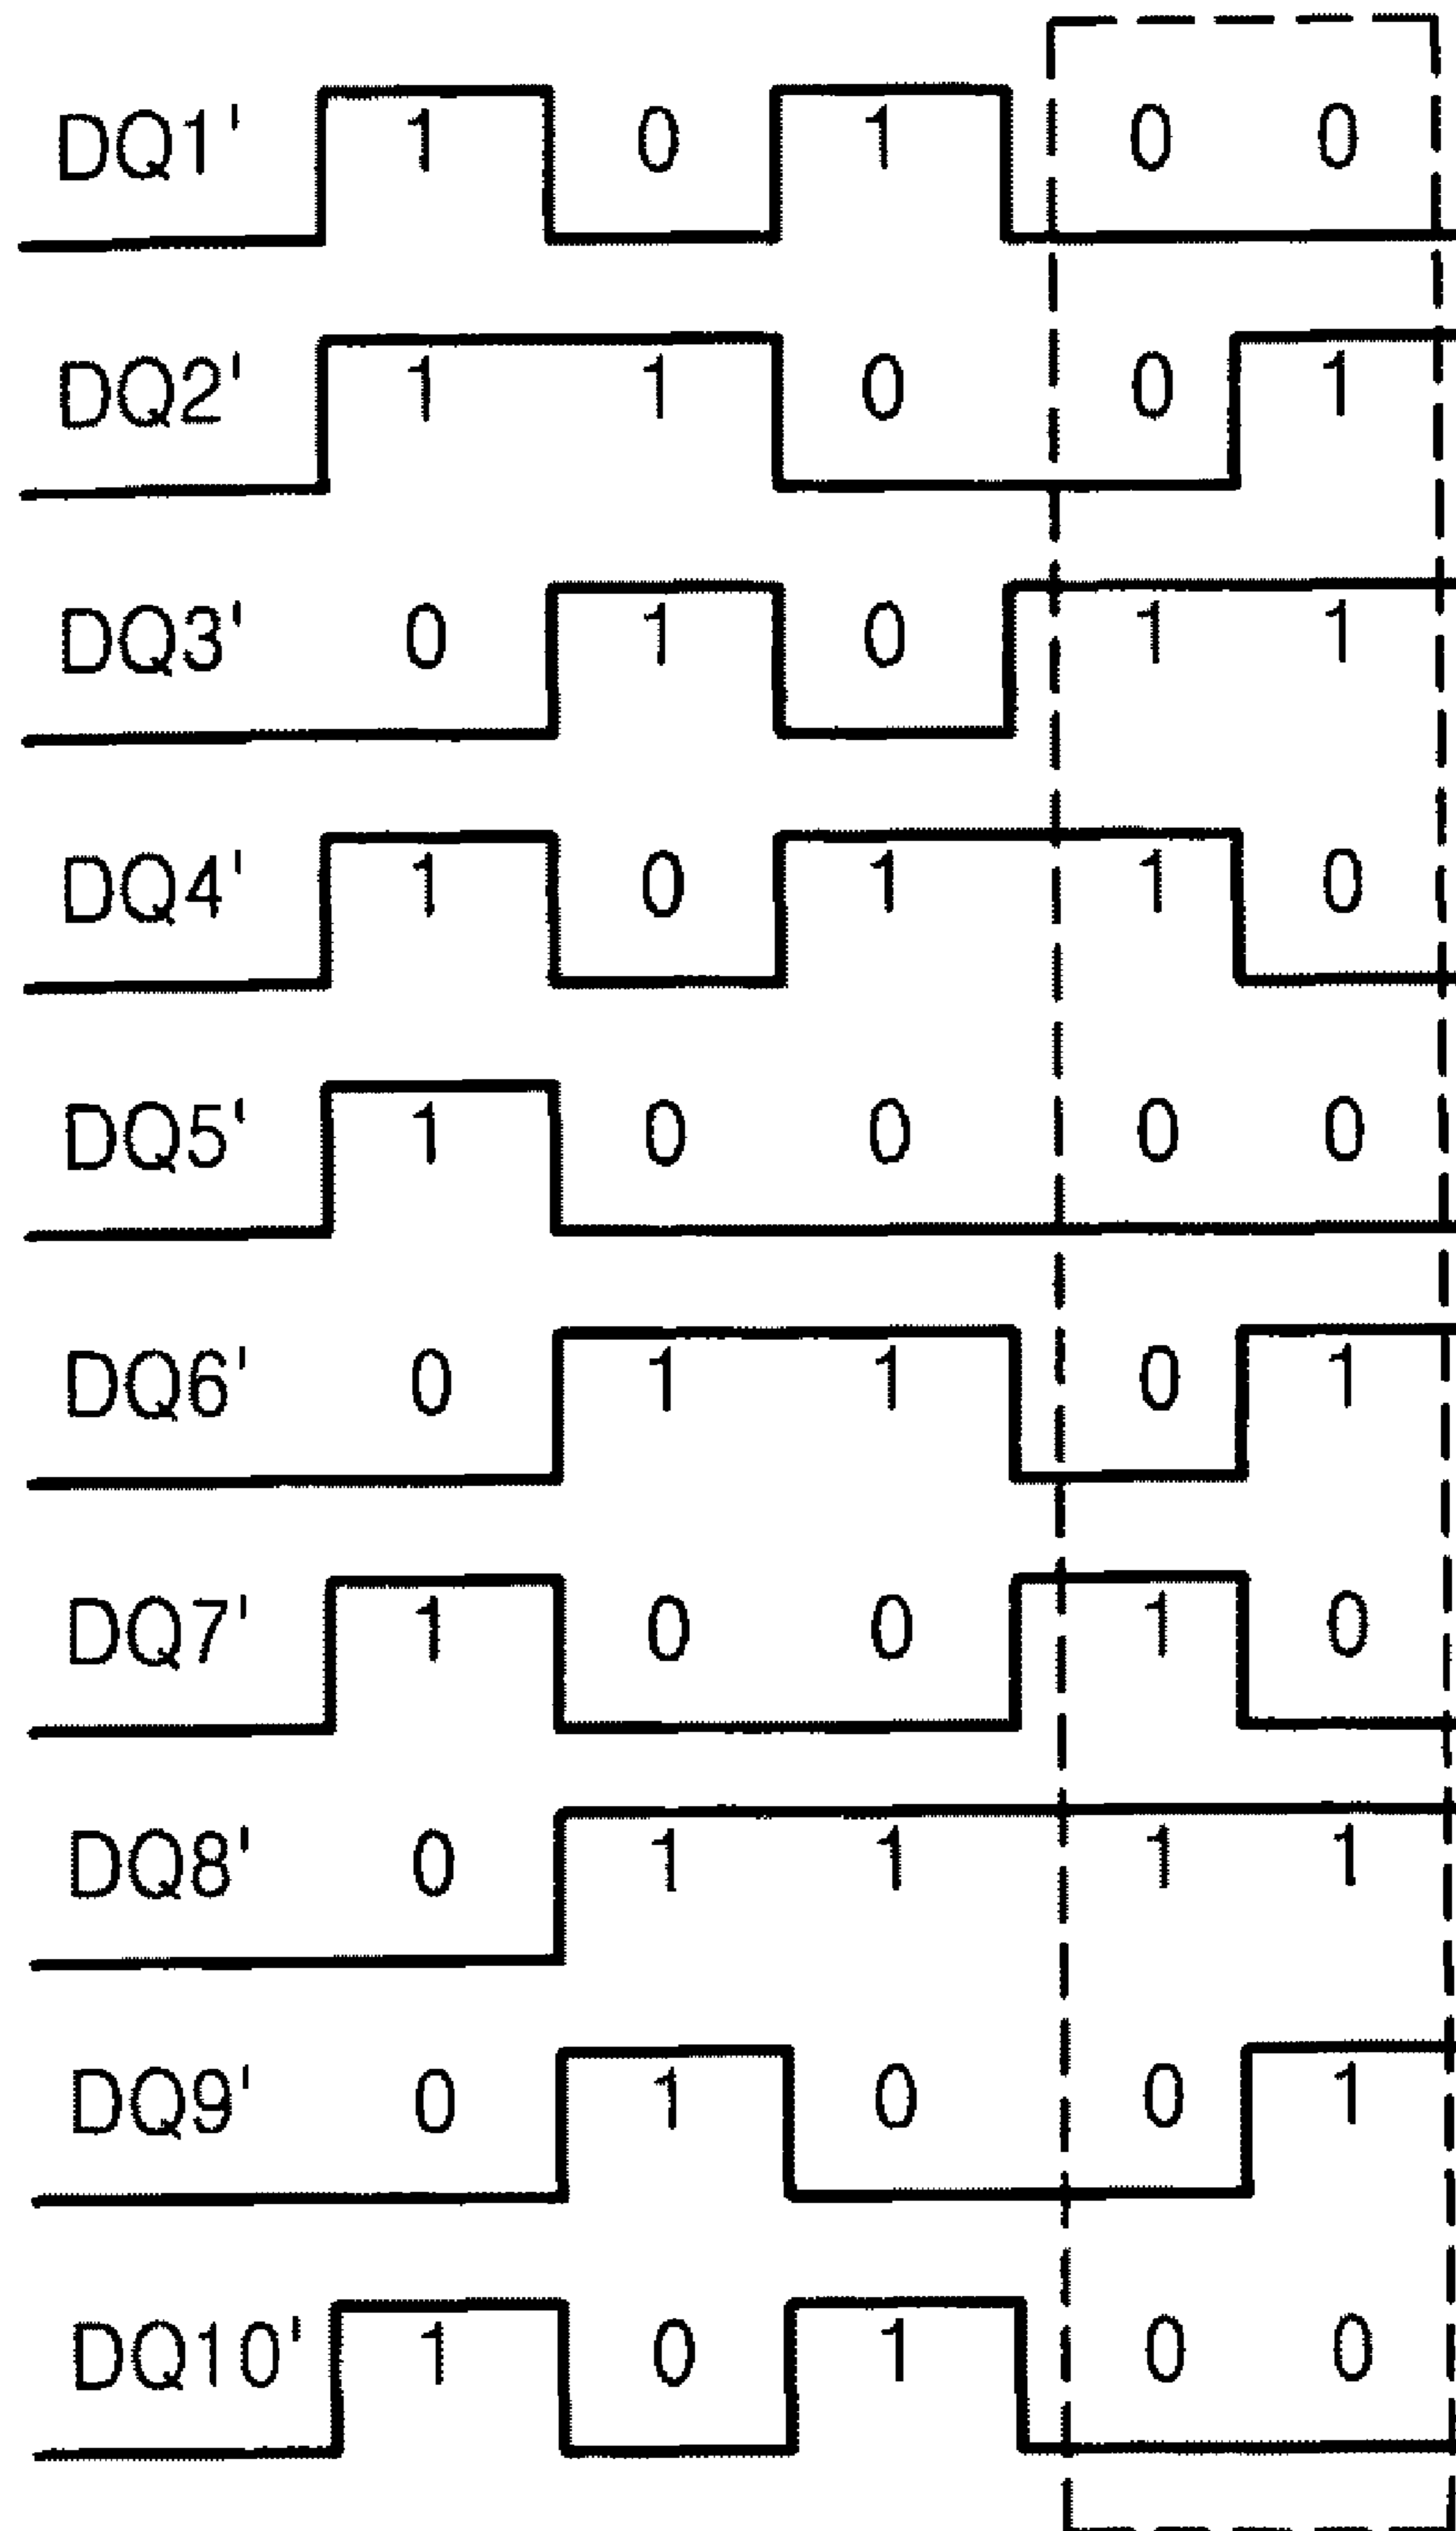 DQ1' 1 0 1 0 0
DQ2' 1 1 0 0 1
DQ3' 0 1 0 1 1
DQ4' 1 0 1 1 0
DQ5' 1 0 0 0 0
DQ6' 0 1 1 0 1
DQ7' 1 0 0 1 0
DQ8' 0 1 1 1 1
DQ9' 0 1 0 0 1
DQ10' 1 0 1 0 0